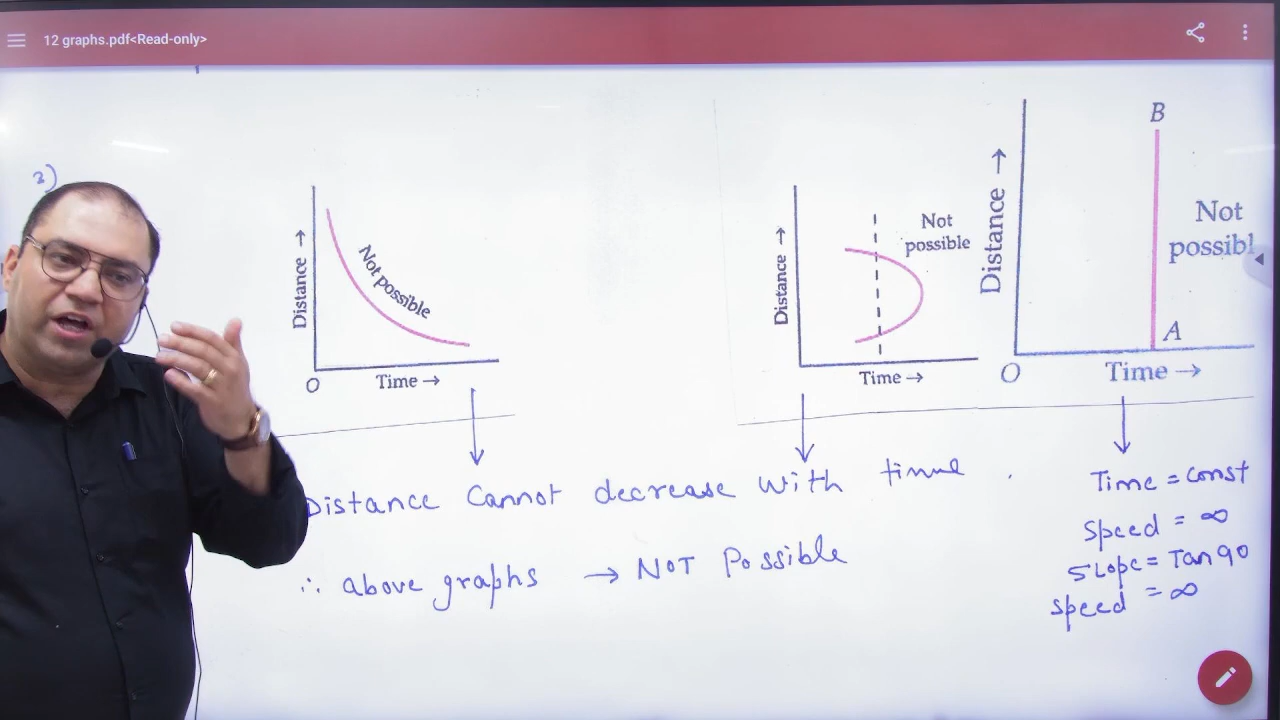 12 graphs.pdf<Read-only>
3)
Distance →
Not possible
O
Time →
Distance →
Not
possible
Time →
Distance →
B
A
Not
possibl
O
Time →
Distance Cannot decrease with time .
∴ above graphs → NOT Possible
Time = const
Speed = ∞
Slope = Tan 90
speed = ∞